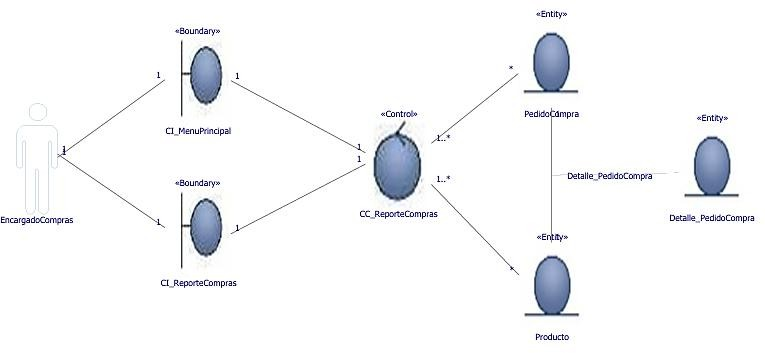 «Entity»
«Boundary»
1
1
*
PedidoCompra
«Control»
«Entity»
CI_MenuPrincipal
1..*
1
1
1
1
1..*
Detalle_PedidoCompra
«Boundary»
EncargadoCompras
1
1
CC_ReporteCompras
Detalle_PedidoCompra
«Entity»
*
CI_ReporteCompras
Producto